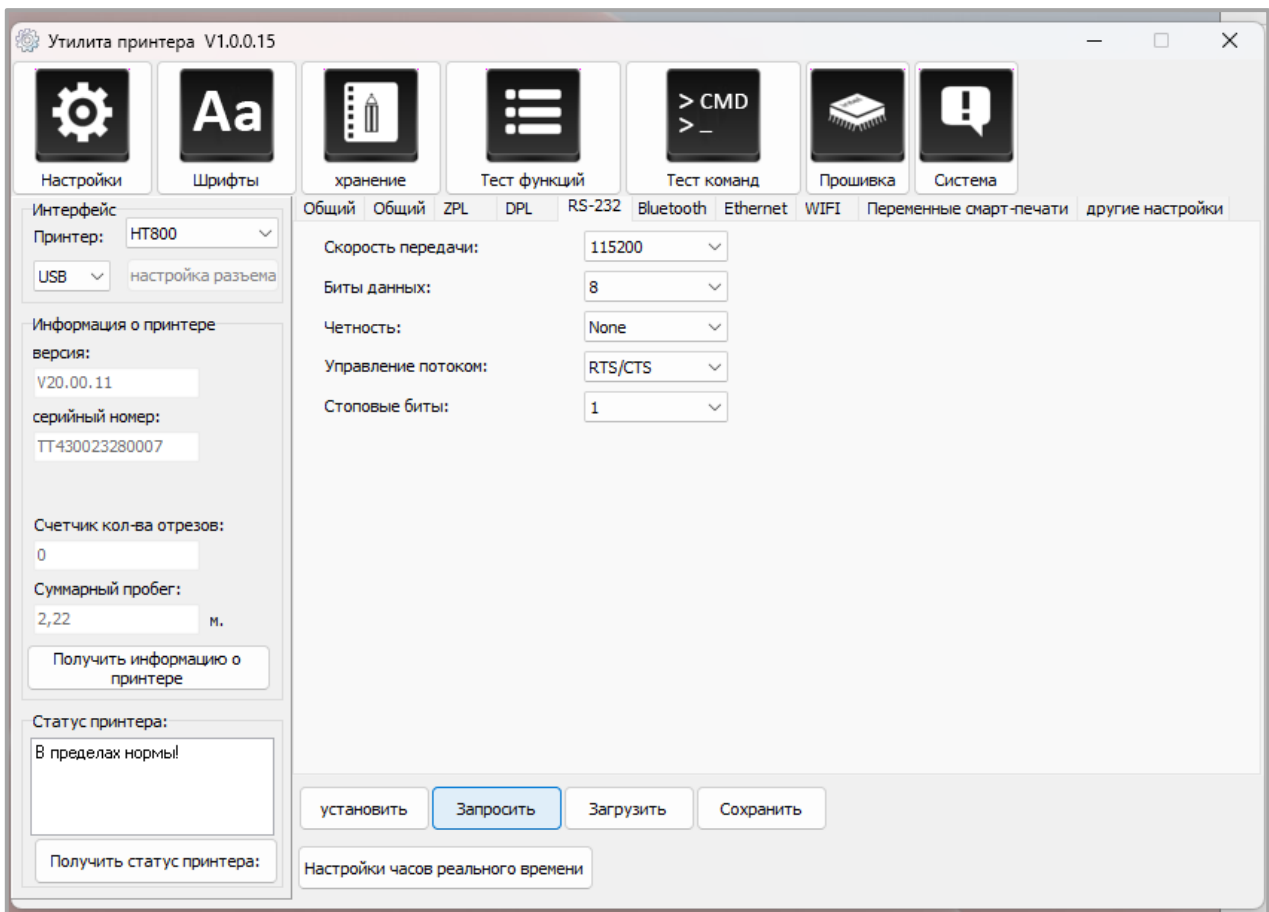 Утилита принтера V1.0.0.15
Aa
> CMD
> _
Настройки
Шрифты
хранение
Тест функций
Тест команд
Прошивка
Система
Интерфейс
Принтер:
HT800
USB
настройка разъема
Информация о принтере
версия:
V20.00.11
серийный номер:
TT430023280007
Счетчик кол-ва отрезов:
0
Суммарный пробег:
2,22
м.
Получить информацию о
принтере
Статус принтера:
В пределах нормы!
Получить статус принтера:
Общий Общий ZPL DPL RS-232 Bluetooth Ethernet WIFI Переменные смарт-печати другие настройки
Скорость передачи: 115200
Биты данных: 8
Четность: None
Управление потоком: RTS/CTS
Стоповые биты: 1
установить Запросить Загрузить Сохранить
Настройки часов реального времени